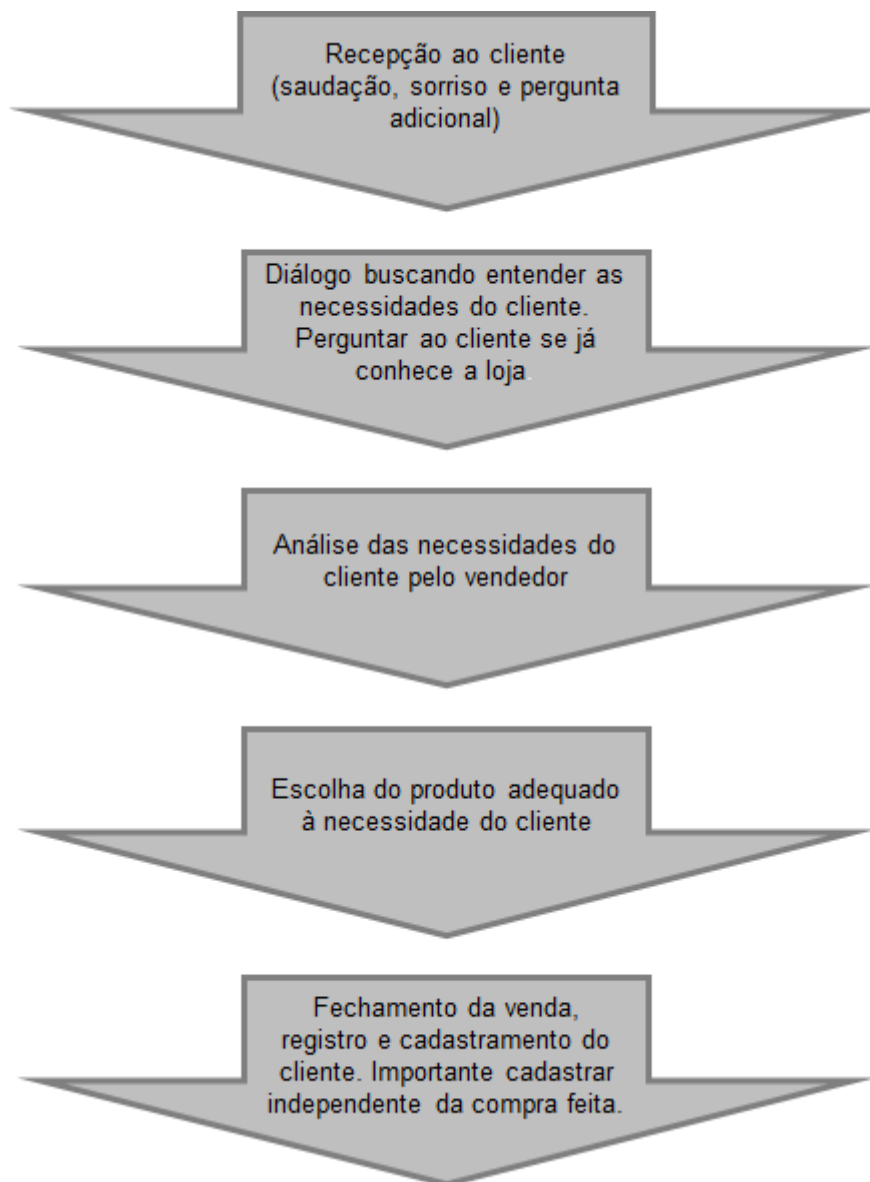 Recepção ao cliente
(saudação, sorriso e pergunta
adicional)
Diálogo buscando entender as
necessidades do cliente.
Perguntar ao cliente se já
conhece a loja.
Análise das necessidades do
cliente pelo vendedor
Escolha do produto adequado
à necessidade do cliente
Fechamento da venda,
registro e cadastramento do
cliente. Importante cadastrar
independente da compra feita.